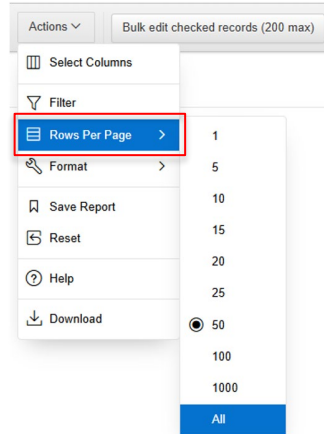 Actions
Bulk edit checked records (200 max)
Select Columns
Filter
Rows Per Page
Format
Save Report
Reset
Help
Download
1
5
10
15
20
25
50
100
1000
All